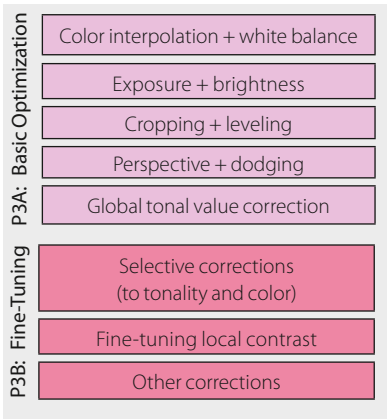 P3A: Basic Optimization
Color interpolation + white balance
Exposure + brightness
Cropping + leveling
Perspective + dodging
Global tonal value correction
P3B: Fine-Tuning
Selective corrections
(to tonality and color)
Fine-tuning local contrast
Other corrections